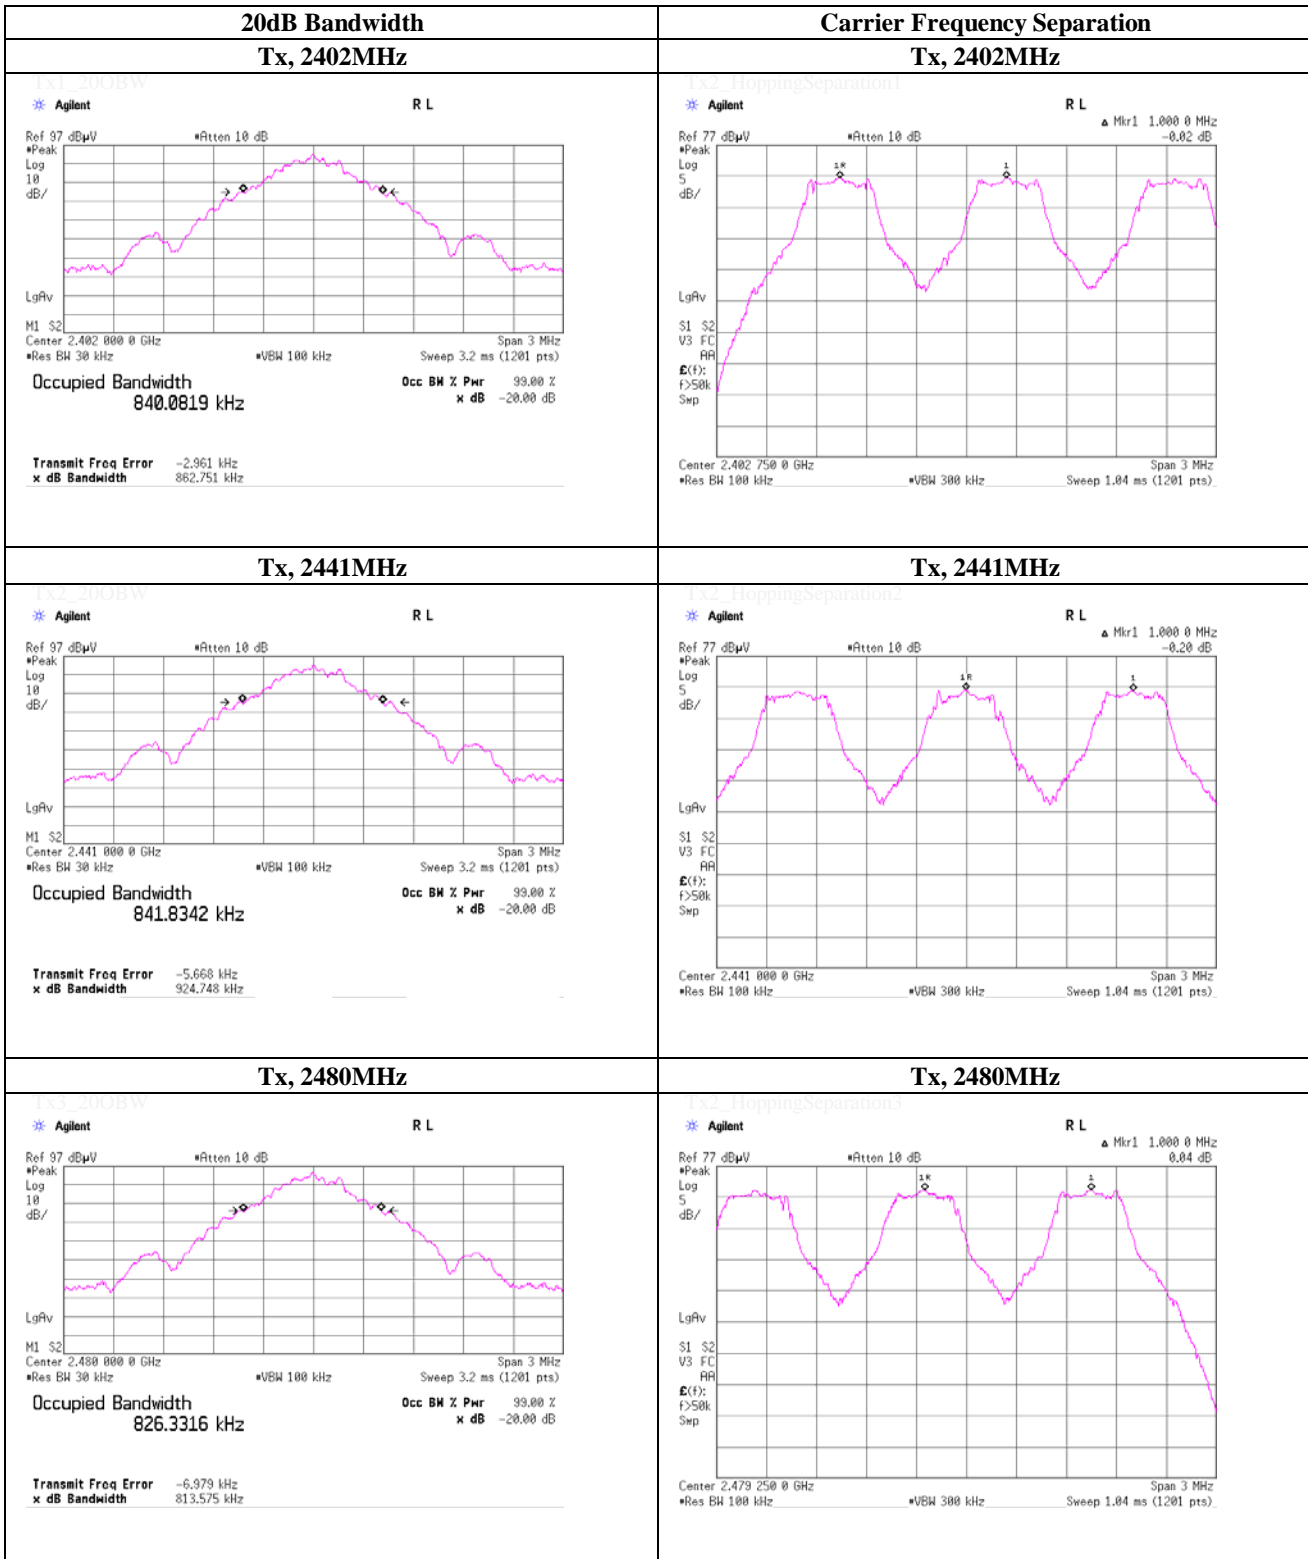 20dB Bandwidth
Carrier Frequency Separation
Tx, 2402MHz
Tx, 2402MHz
Tx1_20OBW
Agilent
R L
Ref 97 dBµV
#Atten 10 dB
#Peak
Log
10
dB/
LgAv
M1 S2
Center 2.402 000 0 GHz
Span 3 MHz
#Res BW 30 kHz
#VBW 100 kHz
Sweep 3.2 ms (1201 pts)
Occupied Bandwidth
840.0819 kHz
Occ BW % Pwr 99.00 %
x dB -20.00 dB
Transmit Freq Error -2.961 kHz
x dB Bandwidth 862.751 kHz
Tx2_HoppingSeparation1
Agilent
R L
Δ Mkr1 1.000 0 MHz
Ref 77 dBµV
#Atten 10 dB
-0.02 dB
#Peak
Log
5
dB/
1R
1
LgAv
S1 S2
V3 FC
AA
£(f):
f>50k
Swp
Center 2.402 750 0 GHz
Span 3 MHz
#Res BW 100 kHz
#VBW 300 kHz
Sweep 1.04 ms (1201 pts)
Tx, 2441MHz
Tx, 2441MHz
Tx2_20OBW
Agilent
R L
Ref 97 dBµV
#Atten 10 dB
#Peak
Log
10
dB/
LgAv
M1 S2
Center 2.441 000 0 GHz
Span 3 MHz
#Res BW 30 kHz
#VBW 100 kHz
Sweep 3.2 ms (1201 pts)
Occupied Bandwidth
841.8342 kHz
Occ BW % Pwr 99.00 %
x dB -20.00 dB
Transmit Freq Error -5.668 kHz
x dB Bandwidth 924.748 kHz
Tx2_HoppingSeparation2
Agilent
R L
Δ Mkr1 1.000 0 MHz
Ref 77 dBµV
#Atten 10 dB
-0.20 dB
#Peak
Log
5
dB/
1R
1
LgAv
S1 S2
V3 FC
AA
£(f):
f>50k
Swp
Center 2.441 000 0 GHz
Span 3 MHz
#Res BW 100 kHz
#VBW 300 kHz
Sweep 1.04 ms (1201 pts)
Tx, 2480MHz
Tx, 2480MHz
Tx3_20OBW
Agilent
R L
Ref 97 dBµV
#Atten 10 dB
#Peak
Log
10
dB/
LgAv
M1 S2
Center 2.480 000 0 GHz
Span 3 MHz
#Res BW 30 kHz
#VBW 100 kHz
Sweep 3.2 ms (1201 pts)
Occupied Bandwidth
826.3316 kHz
Occ BW % Pwr 99.00 %
x dB -20.00 dB
Transmit Freq Error -6.979 kHz
x dB Bandwidth 813.575 kHz
Tx2_HoppingSeparation3
Agilent
R L
Δ Mkr1 1.000 0 MHz
Ref 77 dBµV
#Atten 10 dB
0.04 dB
#Peak
Log
5
dB/
1R
1
LgAv
S1 S2
V3 FC
AA
£(f):
f>50k
Swp
Center 2.479 250 0 GHz
Span 3 MHz
#Res BW 100 kHz
#VBW 300 kHz
Sweep 1.04 ms (1201 pts)